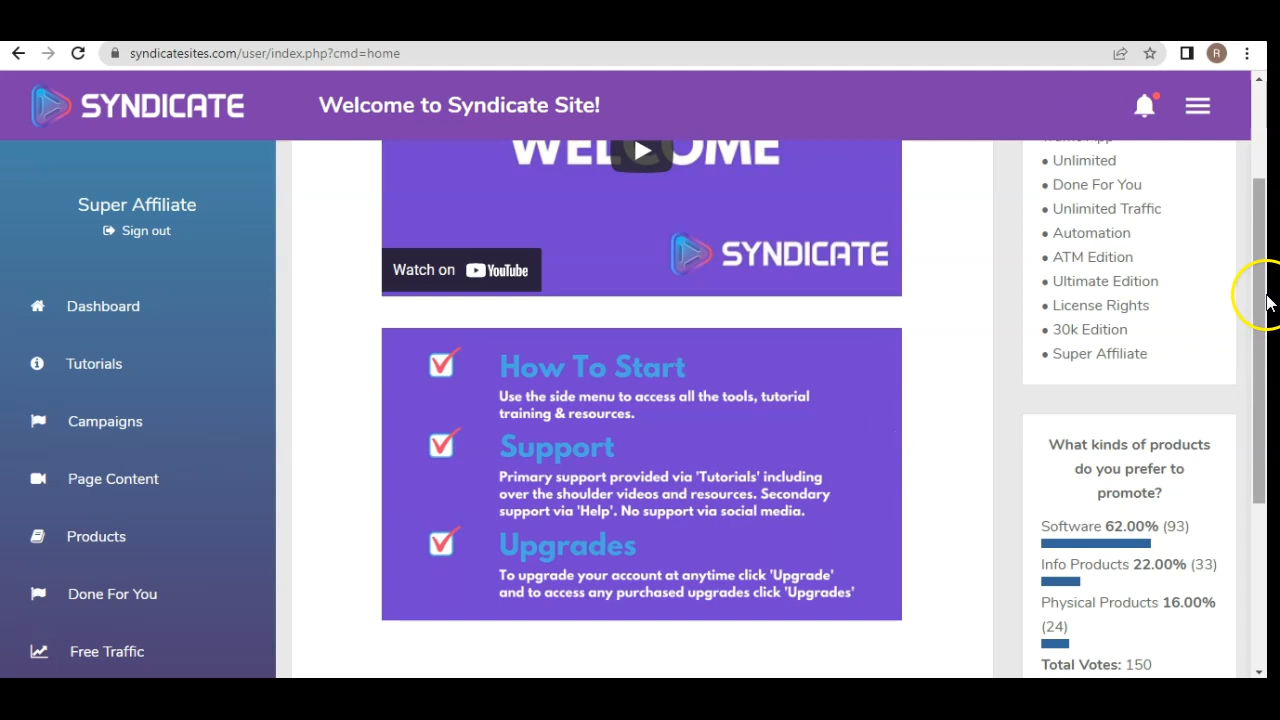 syndicatesites.com/user/index.php?cmd=home
R
SYNDICATE
Welcome to Syndicate Site!
Super Affiliate
Sign out
Dashboard
Tutorials
Campaigns
Page Content
Products
Done For You
Free Traffic
WELCOME
SYNDICATE
Watch on YouTube
How To Start
Use the side menu to access all the tools, tutorial
training & resources.
Support
Primary support provided via 'Tutorials' including
over the shoulder videos and resources. Secondary
support via 'Help'. No support via social media.
Upgrades
To upgrade your account at anytime click 'Upgrade'
and to access any purchased upgrades click 'Upgrades'
• Unlimited
• Done For You
• Unlimited Traffic
• Automation
• ATM Edition
• Ultimate Edition
• License Rights
• 30k Edition
• Super Affiliate
What kinds of products
do you prefer to
promote?
Software 62.00% (93)
Info Products 22.00% (33)
Physical Products 16.00%
(24)
Total Votes: 150